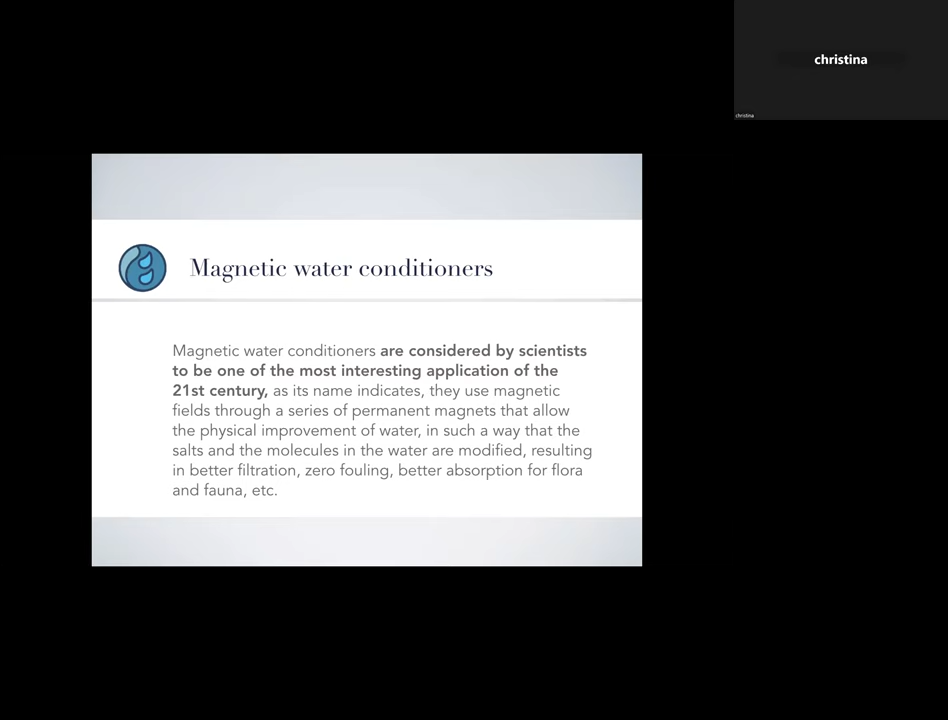 christina
christina
Magnetic water conditioners
Magnetic water conditioners are considered by scientists
to be one of the most interesting application of the
21st century, as its name indicates, they use magnetic
fields through a series of permanent magnets that allow
the physical improvement of water, in such a way that the
salts and the molecules in the water are modified, resulting
in better filtration, zero fouling, better absorption for flora
and fauna, etc.